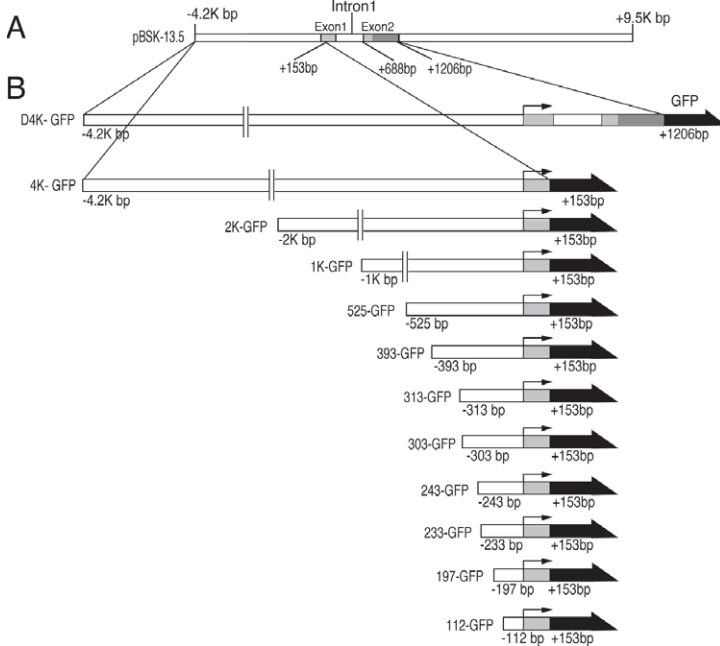 A
-4.2K bp
Intron1
+9.5K bp
pBSK-13.5
Exon1
Exon2
+153bp
+688bp
+1206bp
B
GFP
D4K- GFP
-4.2K bp
+1206bp
4K- GFP
-4.2K bp
+153bp
2K-GFP
-2K bp
+153bp
1K-GFP
-1K bp
+153bp
525-GFP
-525 bp
+153bp
393-GFP
-393 bp
+153bp
313-GFP
-313 bp
+153bp
303-GFP
-303 bp
+153bp
243-GFP
-243 bp
+153bp
233-GFP
-233 bp
+153bp
197-GFP
-197 bp
+153bp
112-GFP
-112 bp
+153bp